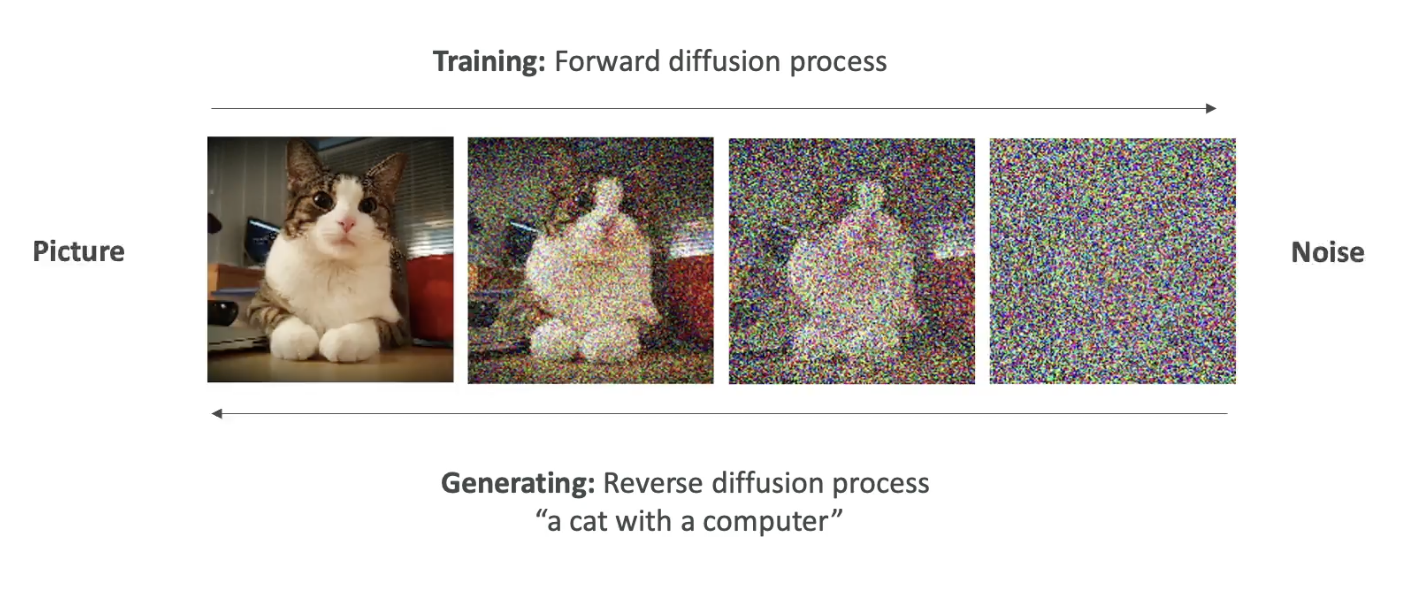 Training: Forward diffusion process
Picture
Noise
Generating: Reverse diffusion process
“a cat with a computer”